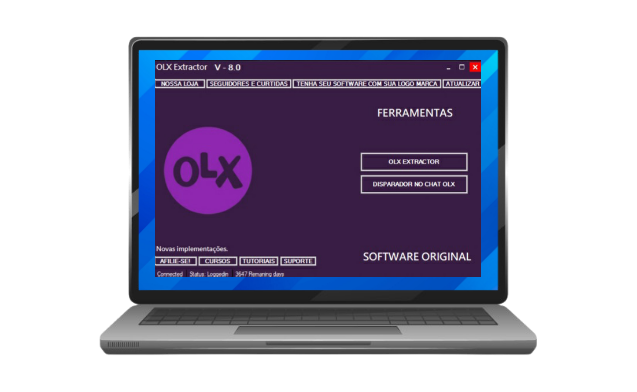 OLX Extractor V - 8.0
NOSSA LOJA SEGUIDORES E CURTIDAS TENHA SEU SOFTWARE COM SUA LOGO MARCA ATUALIZAR
FERRAMENTAS
OLX
OLX EXTRACTOR
DISPARADOR NO CHAT OLX
Novas implementações.
AFILIE-SE! CURSOS TUTORIAIS SUPORTE
SOFTWARE ORIGINAL
Connected Status: Loggedin 3647 Remaning days